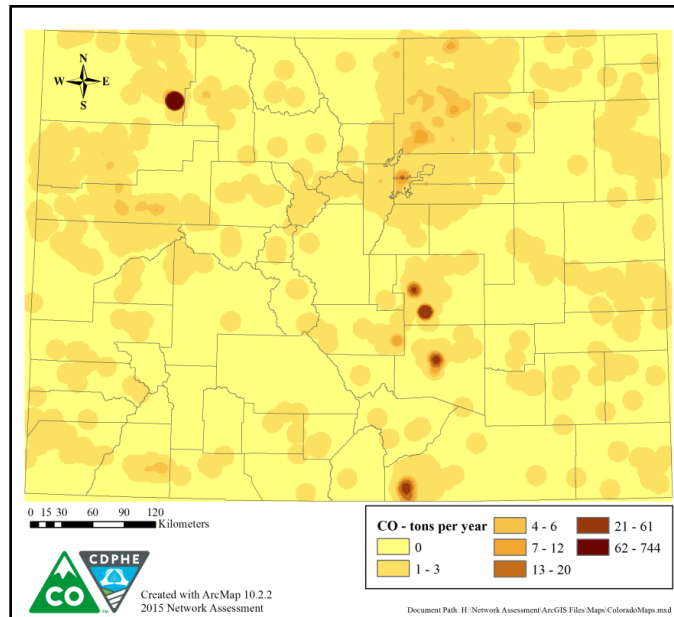 N
W E
S
0 15 30 60 90 120
Kilometers
CO - tons per year
0
1 - 3
4 - 6
7 - 12
13 - 20
21 - 61
62 - 744
CO
TM
CDPHE
Created with ArcMap 10.2.2
2015 Network Assessment
Document Path: H:\Network Assessment\ArcGIS Files\Maps\ColoradoMaps.mxd